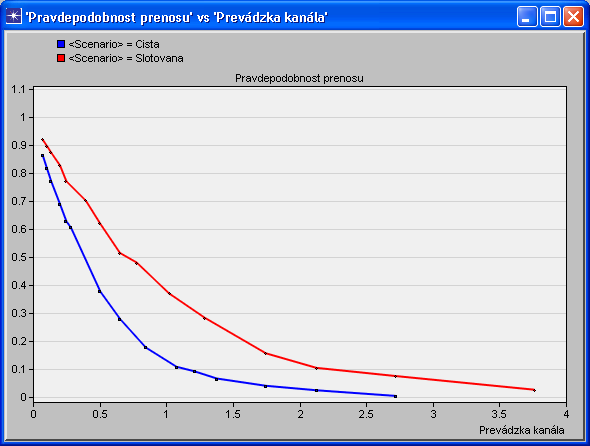 'Pravdepodobnost prenosu' vs 'Prevádzka kanála'
<Scenario> = Cista
<Scenario> = Slotovana
Pravdepodobnost prenosu
1.1
1
0.9
0.8
0.7
0.6
0.5
0.4
0.3
0.2
0.1
0
0 0.5 1 1.5 2 2.5 3 3.5 4
Prevádzka kanála